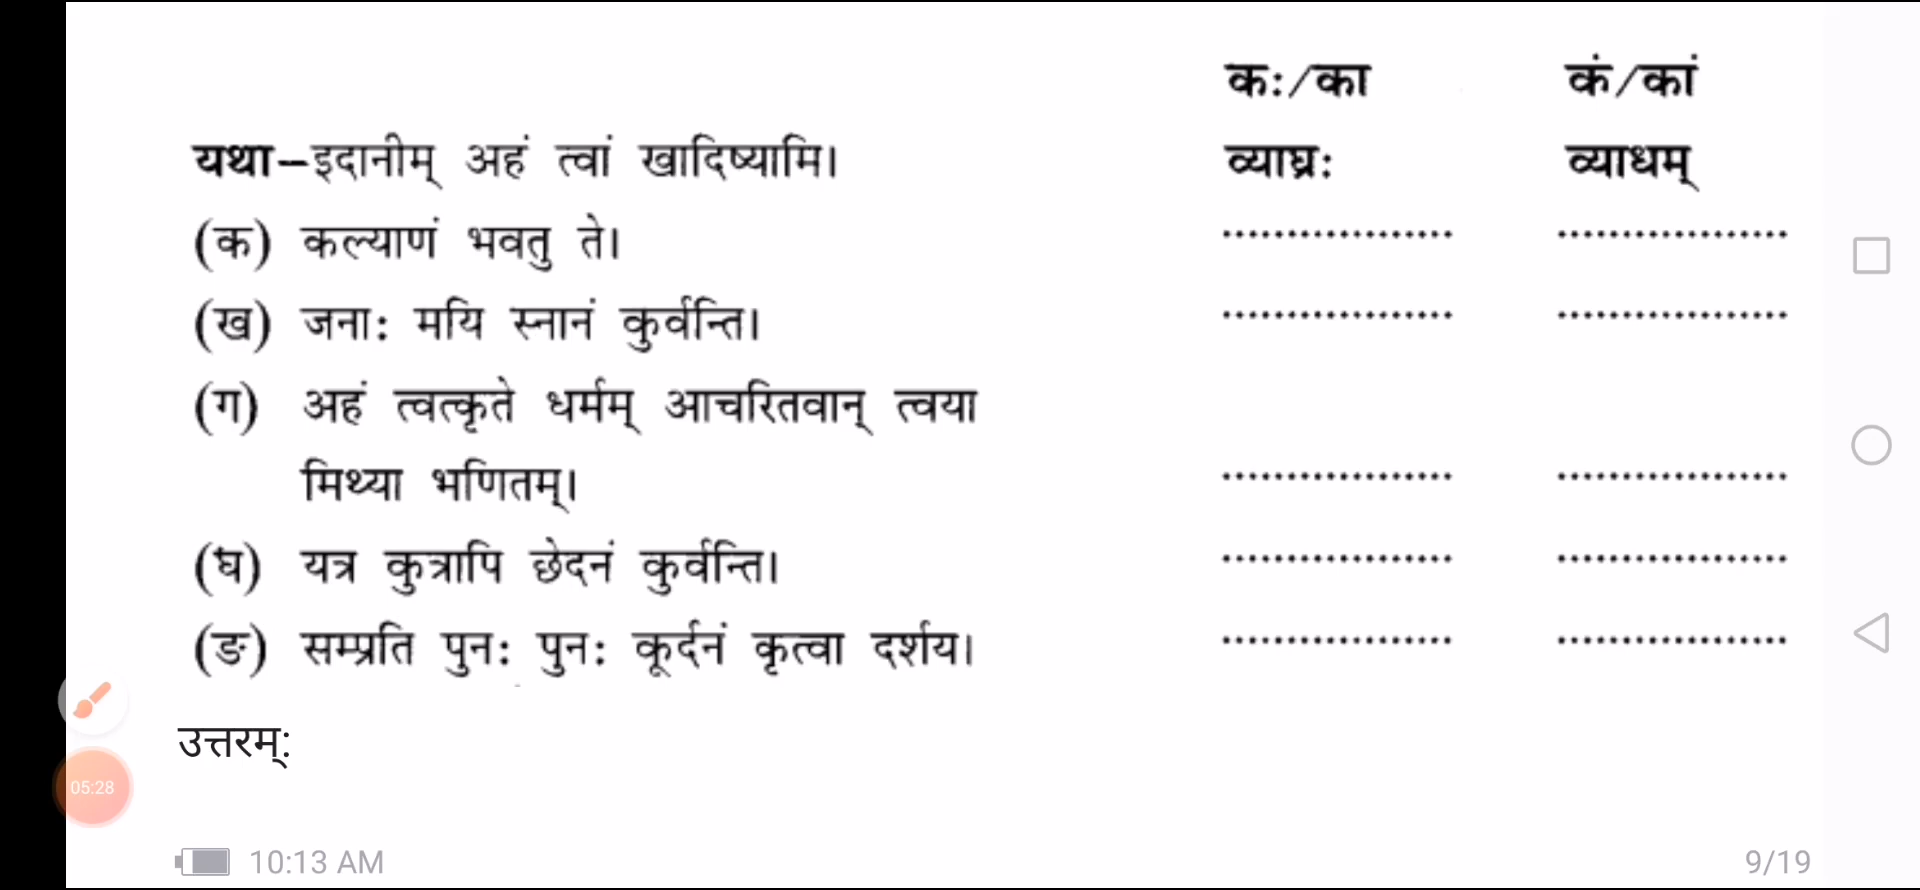 कः/का कं/कां
यथा–इदानीम् अहं त्वां खादिष्यामि। व्याघ्रः व्याधम्
(क) कल्याणं भवतु ते। .................. ..................
(ख) जनाः मयि स्नानं कुर्वन्ति। .................. ..................
(ग) अहं त्वत्कृते धर्मम् आचरितवान् त्वया
मिथ्या भणितम्। .................. ..................
(घ) यत्र कुत्रापि छेदनं कुर्वन्ति। .................. ..................
(ङ) सम्प्रति पुनः पुनः कूर्दनं कृत्वा दर्शय। .................. ..................
उत्तरम्:
05:28
10:13 AM 9/19